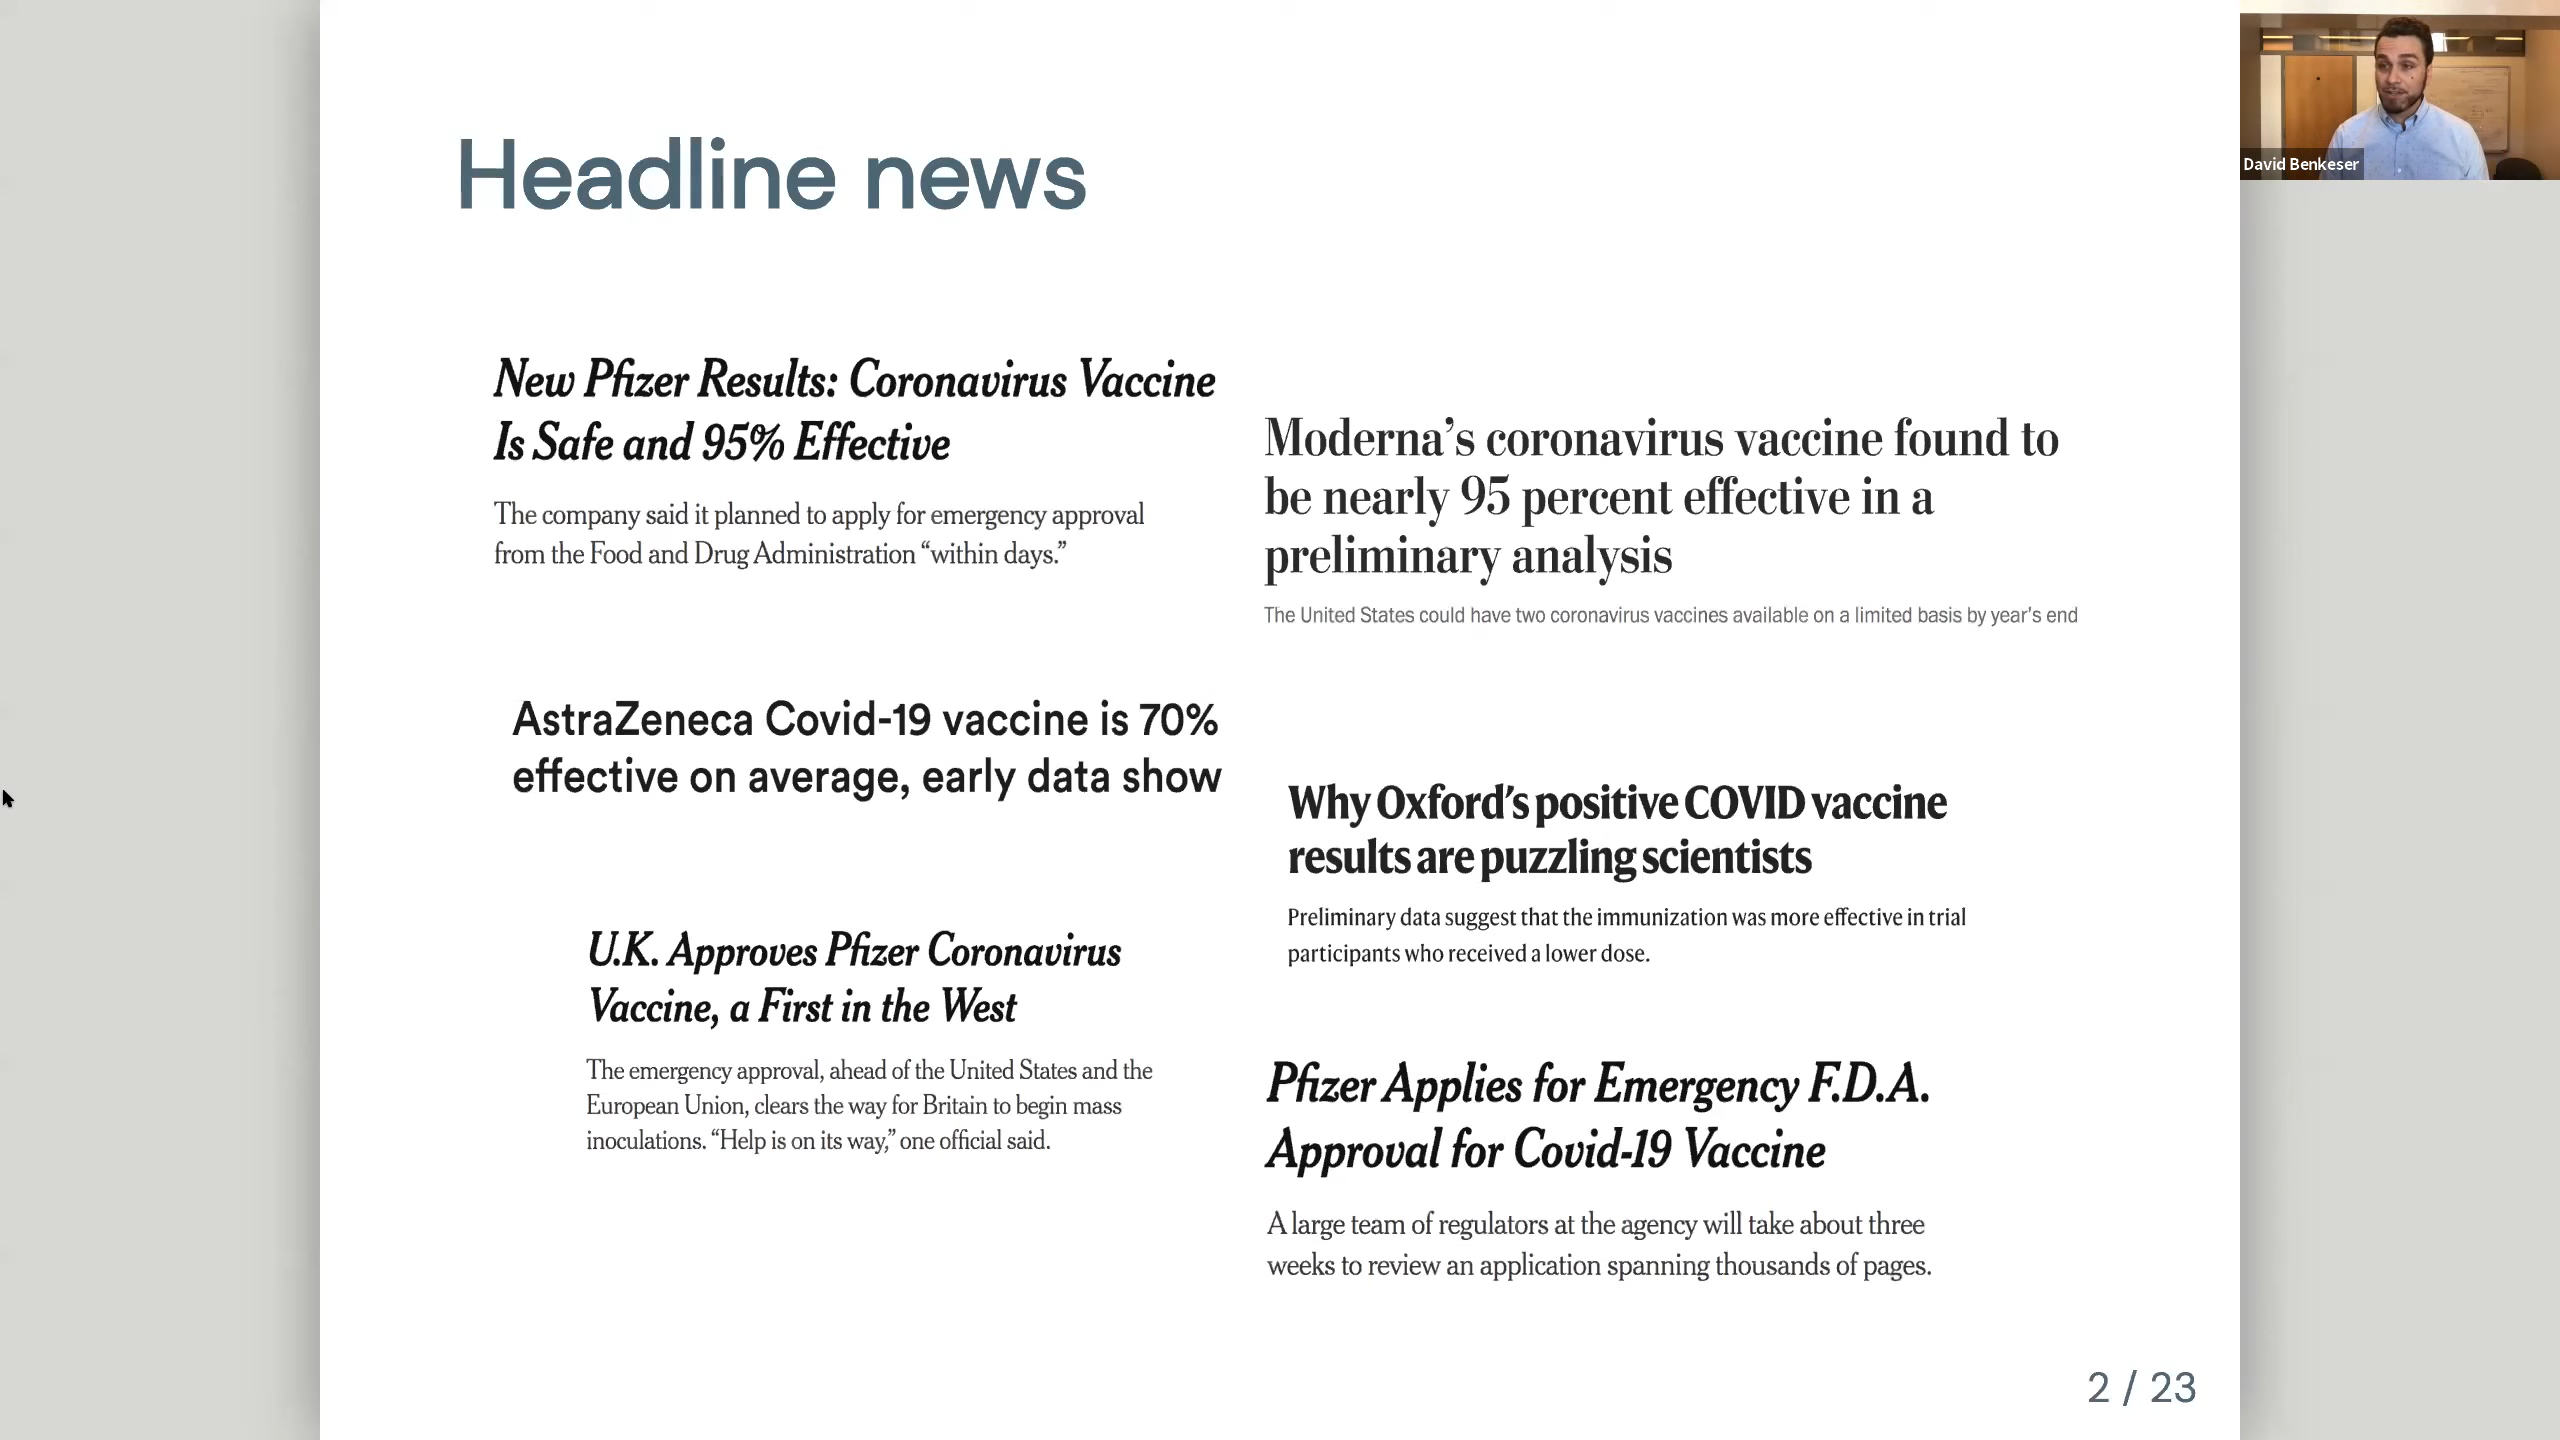 Headline news
New Pfizer Results: Coronavirus Vaccine
Is Safe and 95% Effective
The company said it planned to apply for emergency approval
from the Food and Drug Administration “within days.”
Moderna’s coronavirus vaccine found to
be nearly 95 percent effective in a
preliminary analysis
The United States could have two coronavirus vaccines available on a limited basis by year’s end
AstraZeneca Covid-19 vaccine is 70%
effective on average, early data show
Why Oxford’s positive COVID vaccine
results are puzzling scientists
Preliminary data suggest that the immunization was more effective in trial
participants who received a lower dose.
U.K. Approves Pfizer Coronavirus
Vaccine, a First in the West
The emergency approval, ahead of the United States and the
European Union, clears the way for Britain to begin mass
inoculations. “Help is on its way,” one official said.
Pfizer Applies for Emergency F.D.A.
Approval for Covid-19 Vaccine
A large team of regulators at the agency will take about three
weeks to review an application spanning thousands of pages.
2 / 23
David Benkeser